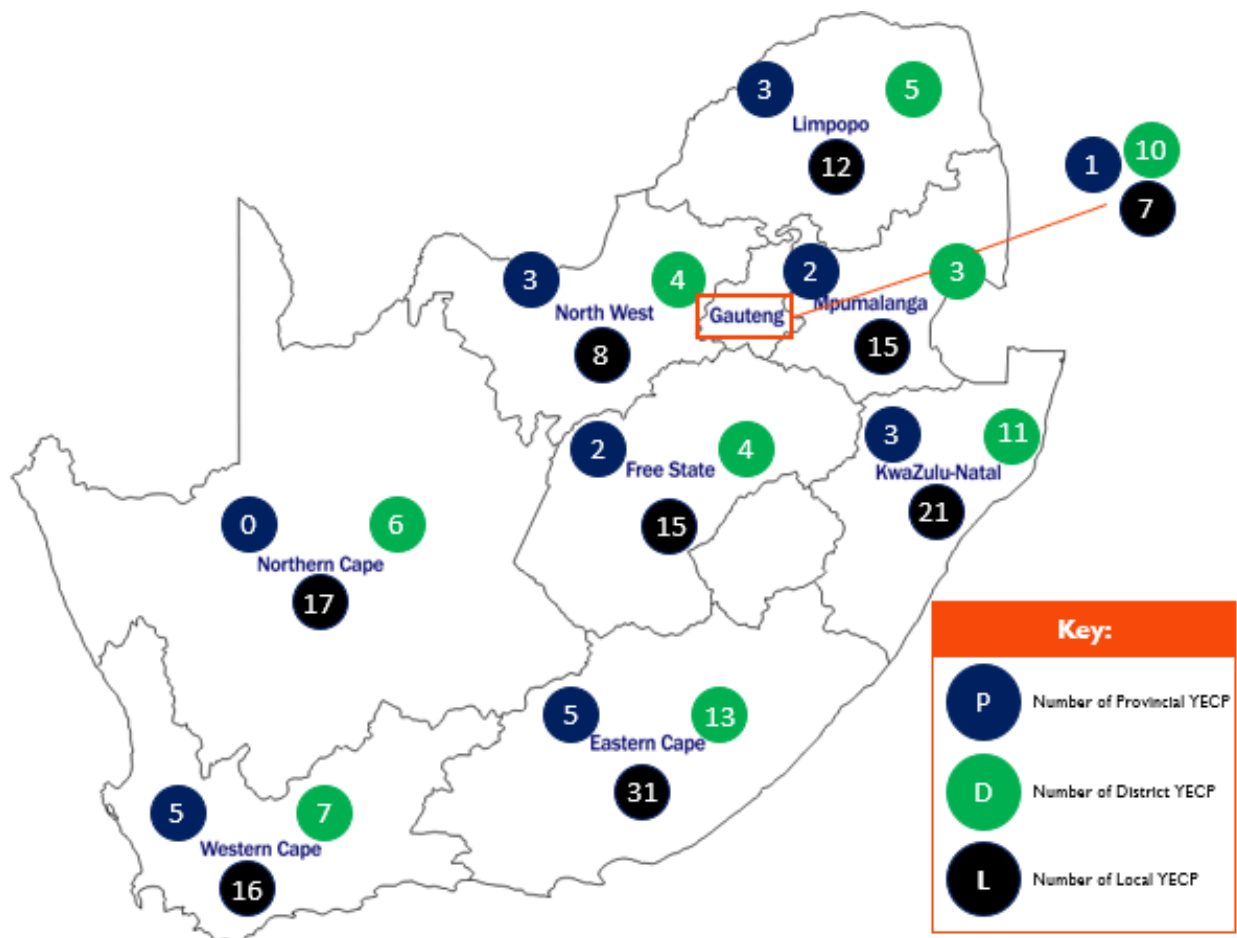 3
5
Limpopo
12
1
10
7
3
4
North West
8
2
3
Mpumalanga
Gauteng
15
2
4
Free State
15
3
11
KwaZulu-Natal
21
0
6
Northern Cape
17
5
13
Eastern Cape
31
5
7
Western Cape
16
Key:
P Number of Provincial YECP
D Number of District YECP
L Number of Local YECP